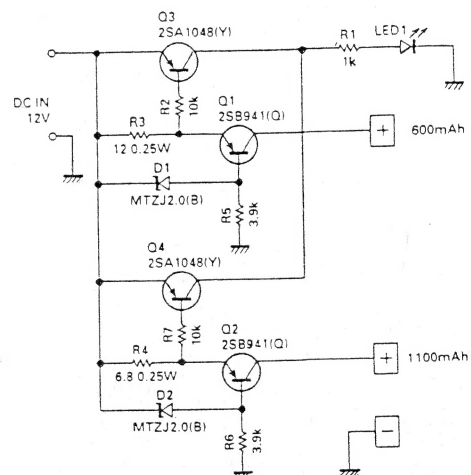 Q3
2SA1048(Y)
R1
1k
LED1
DC IN
12V
R2
10k
Q1
2SB941(Q)
R3
12 0.25W
+
600mAh
D1
MTZJ2.0(B)
R5
3.9k
Q4
2SA1048(Y)
R7
10k
Q2
2SB941(Q)
R4
6.8 0.25W
+
1100mAh
D2
MTZJ2.0(B)
R6
3.9k
-